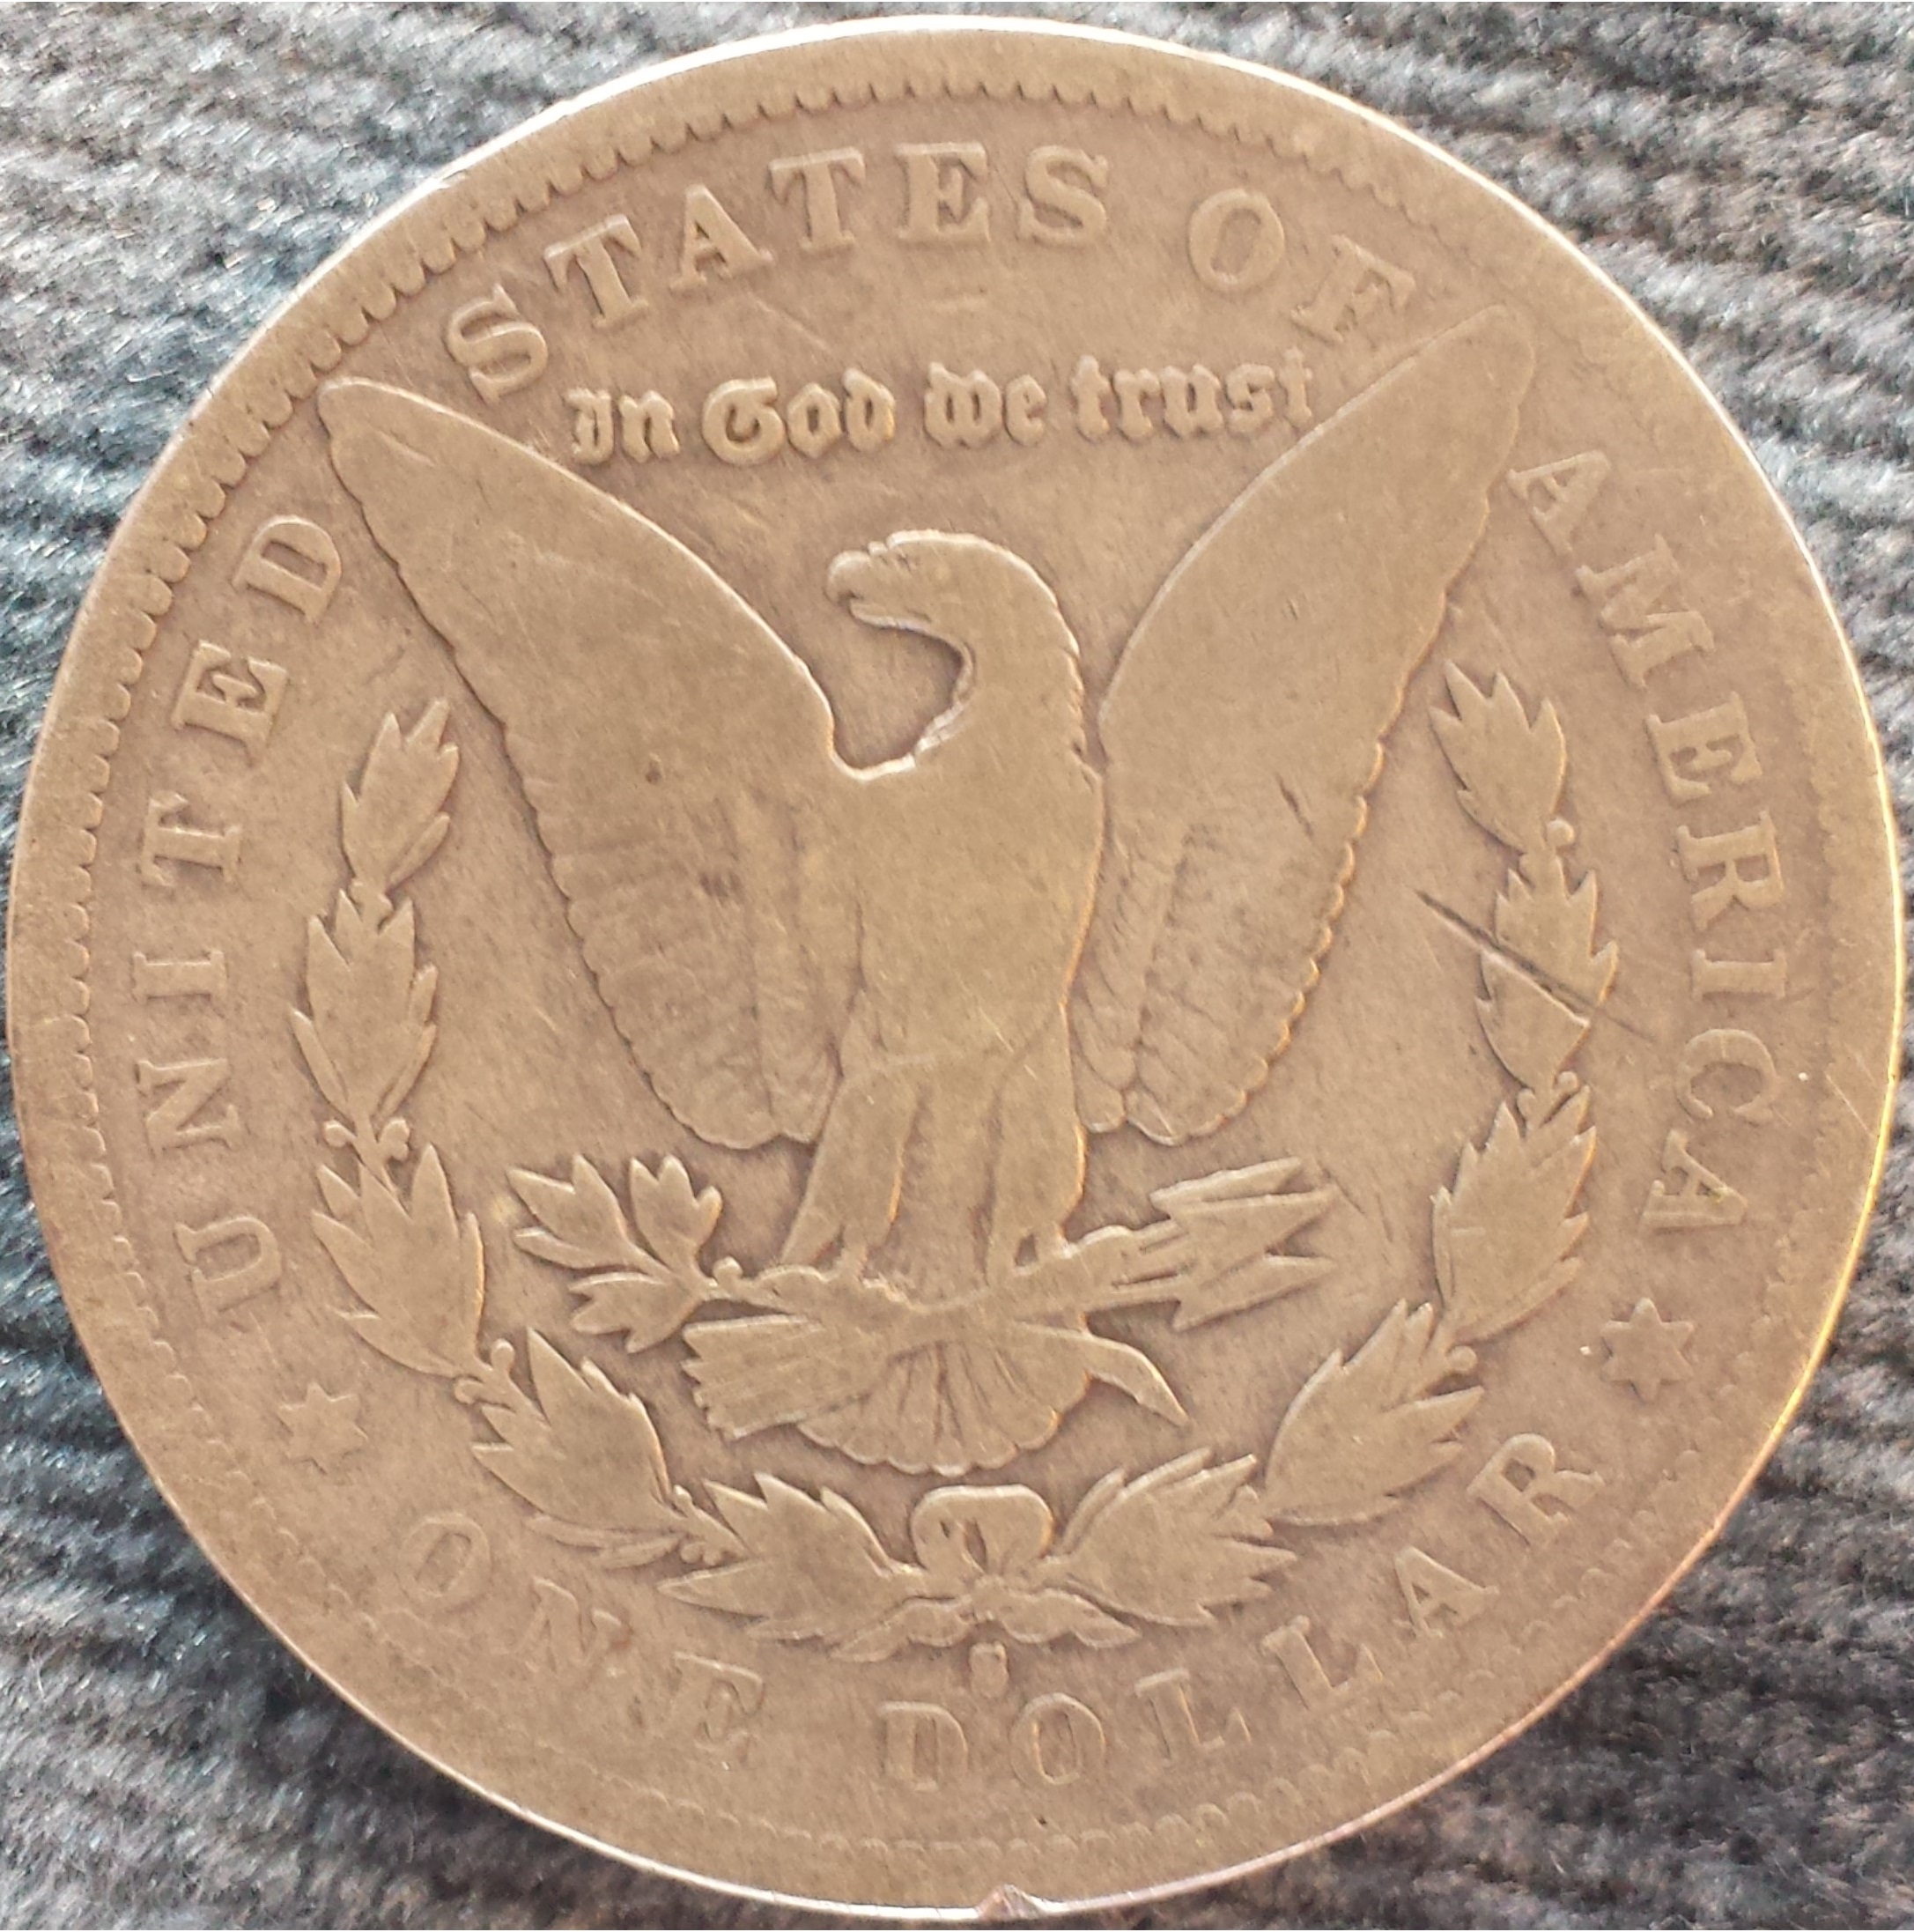 UNITED STATES OF AMERICA
In God we trust
S
ONE DOLLAR